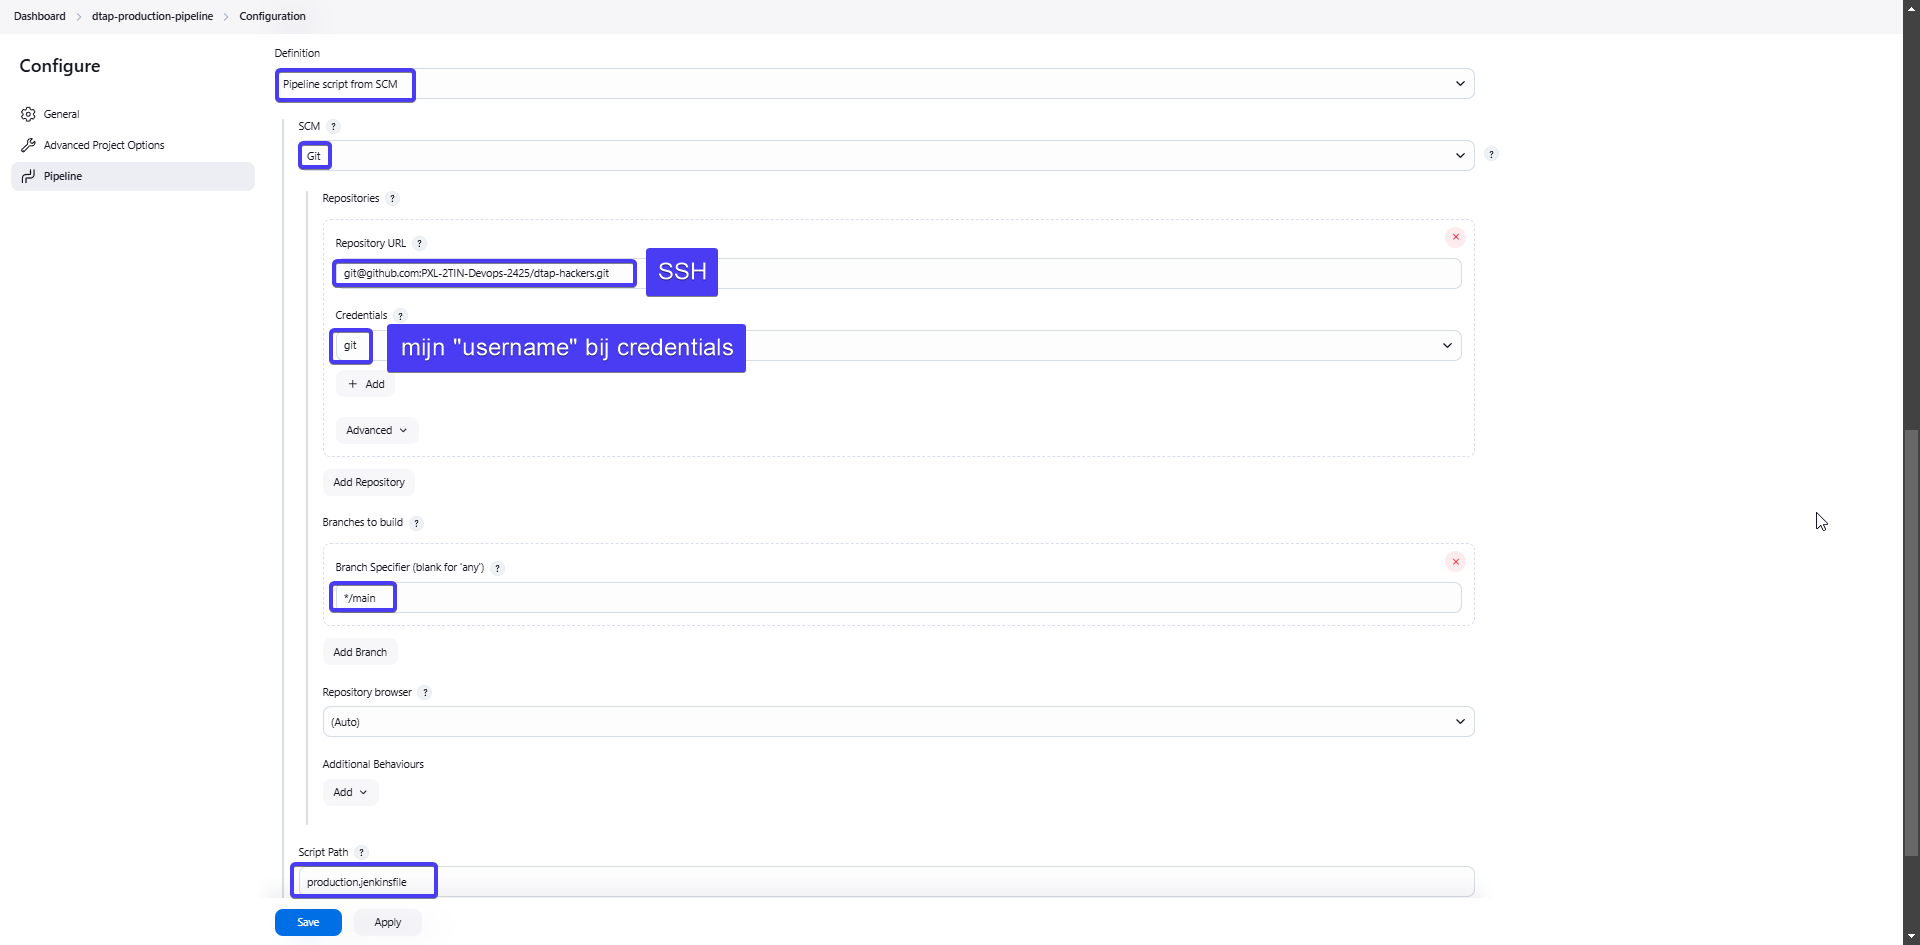 Dashboard > dtap-production-pipeline > Configuration
Configure
General
Advanced Project Options
Pipeline
Definition
Pipeline script from SCM
SCM ?
Git
?
Repositories ?
Repository URL ?
git@github.com:PXL-2TIN-Devops-2425/dtap-hackers.git
SSH
Credentials ?
git
mijn "username" bij credentials
+ Add
Advanced
Add Repository
Branches to build ?
Branch Specifier (blank for 'any') ?
*/main
Add Branch
Repository browser ?
(Auto)
Additional Behaviours
Add
Script Path ?
production.jenkinsfile
Save
Apply